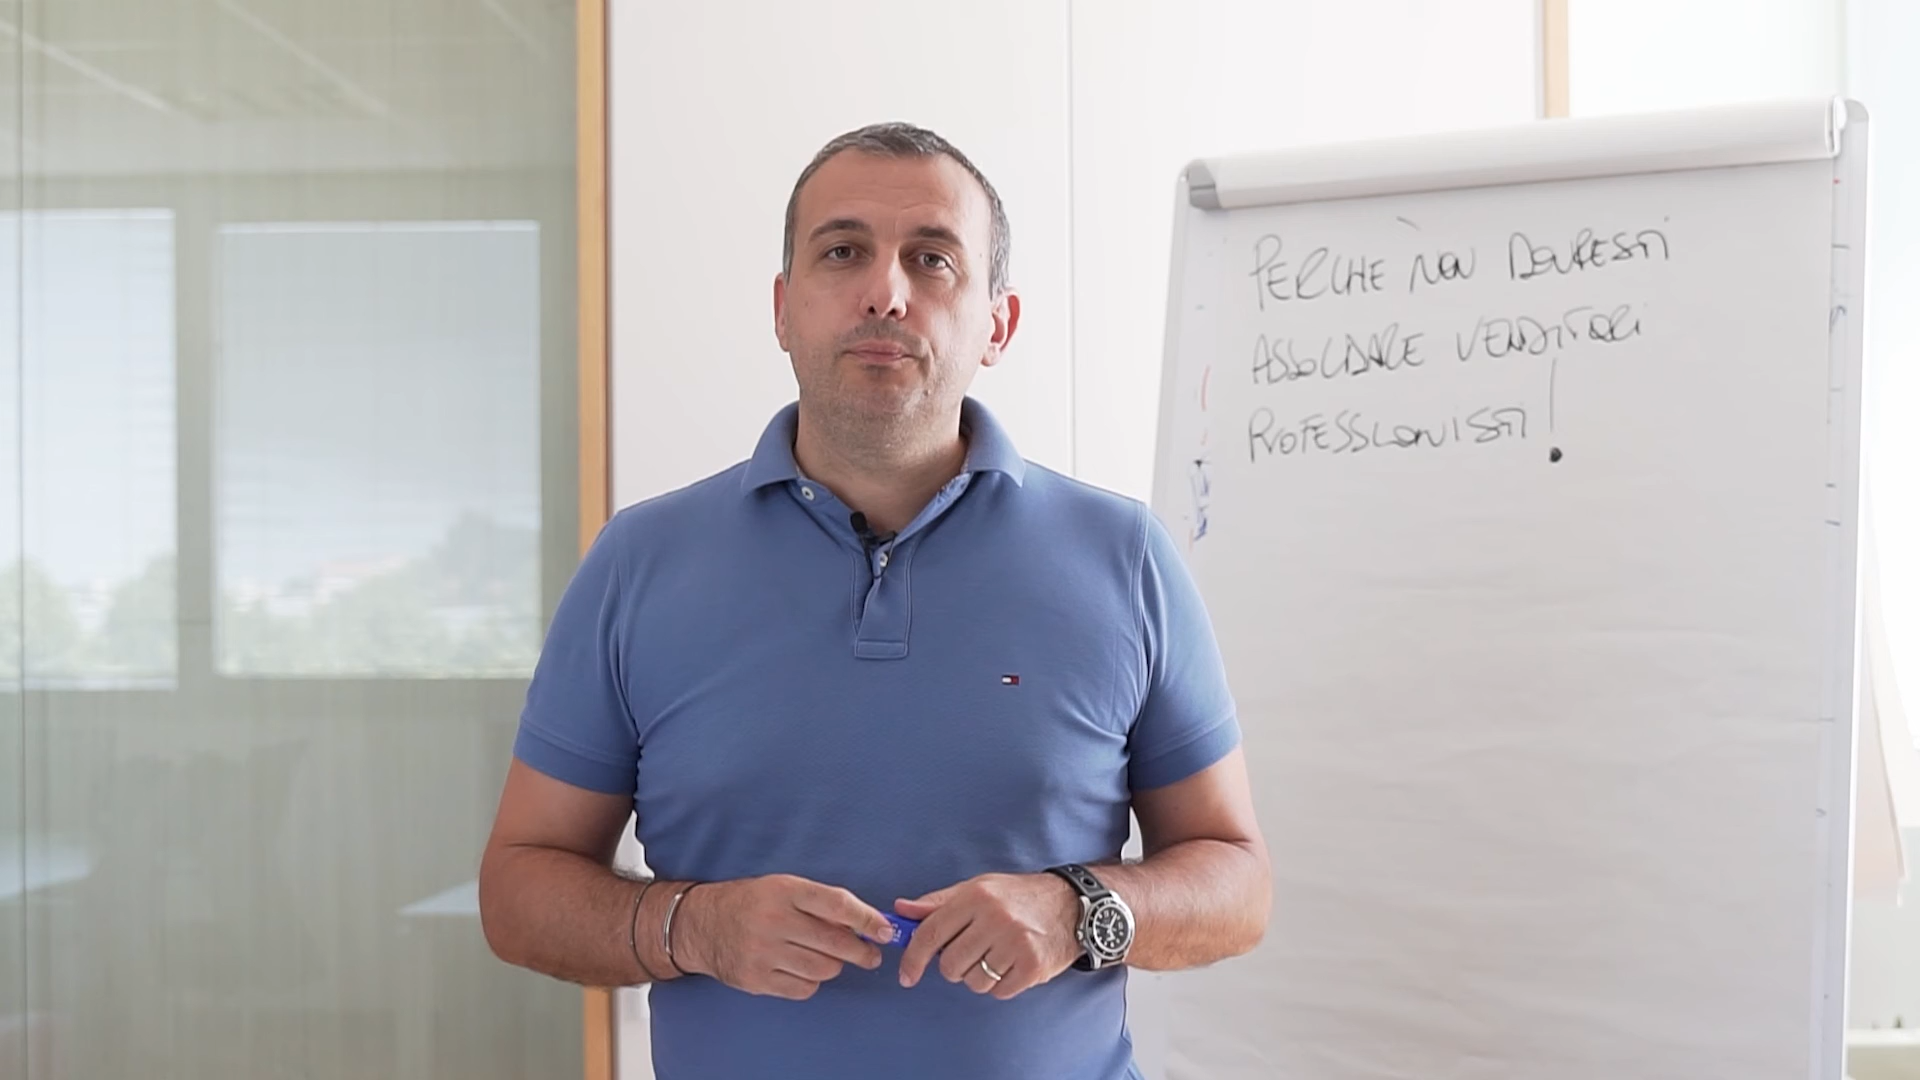 PERCHÈ NON DOVRESTI
ASSOLDARE VENDITORI
PROFESSIONISTI!